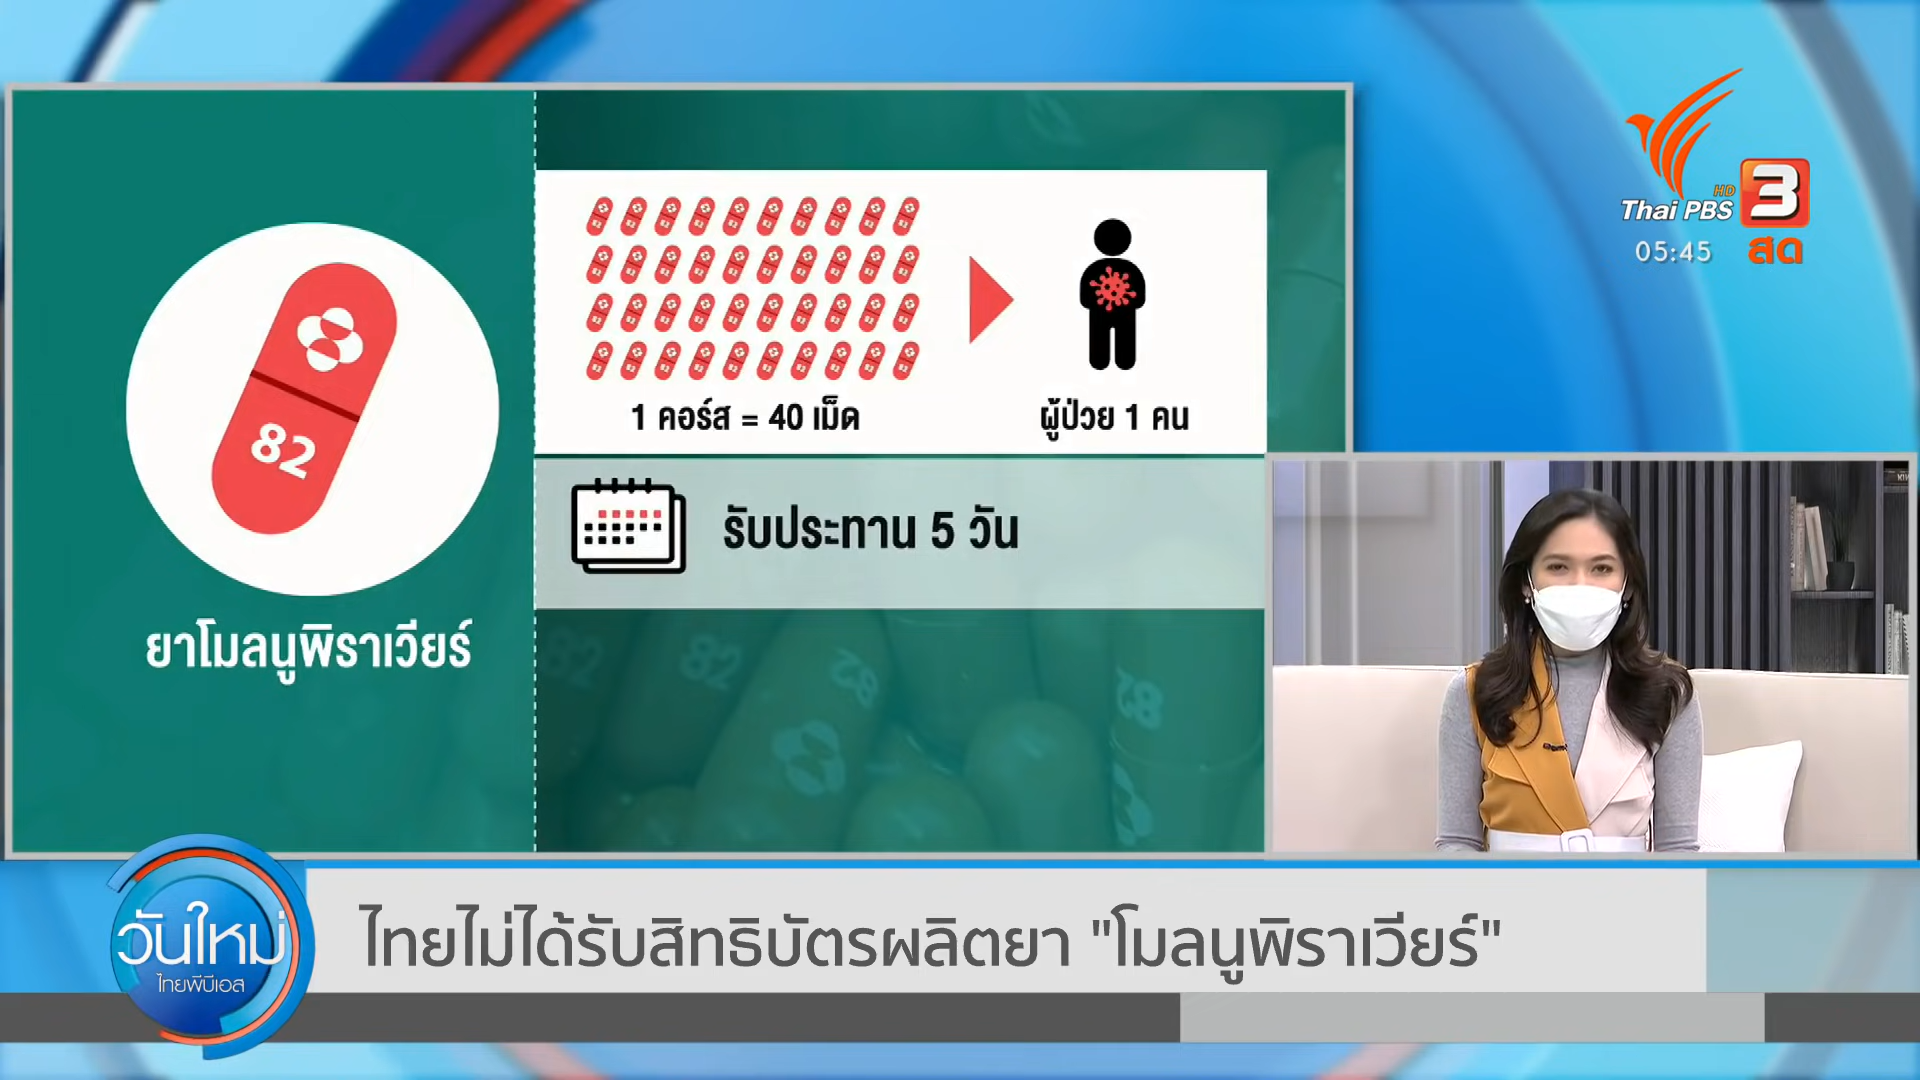 HD
Thai PBS 3
05:45 สด
82
ยาโมลนูพิราเวียร์
1 คอร์ส = 40 เม็ด
ผู้ป่วย 1 คน
รับประทาน 5 วัน
82
82
82
82
วันใหม่
ไทยพีบีเอส
ไทยไม่ได้รับสิทธิบัตรผลิตยา "โมลนูพิราเวียร์"